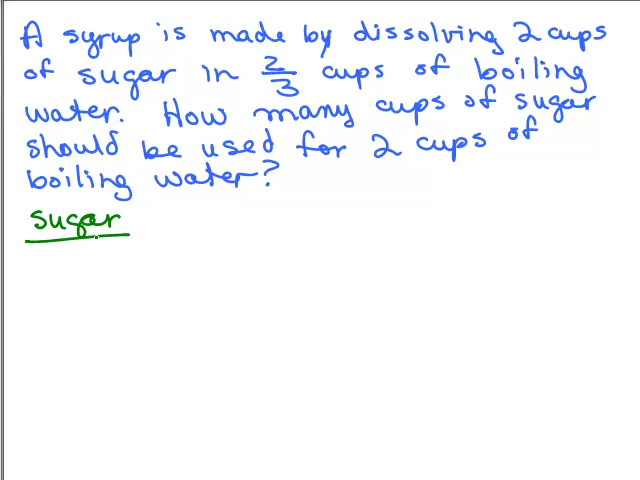 A syrup is made by dissolving 2 cups
of sugar in 2/3 cups of boiling
water. How many cups of sugar
should be used for 2 cups of
boiling water?
sugar